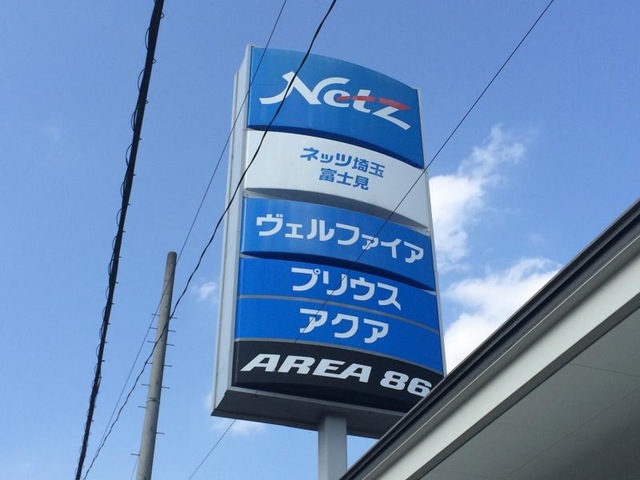 Netz
ネッツ埼玉
富士見
ヴェルファイア
プリウス
アクア
AREA 86